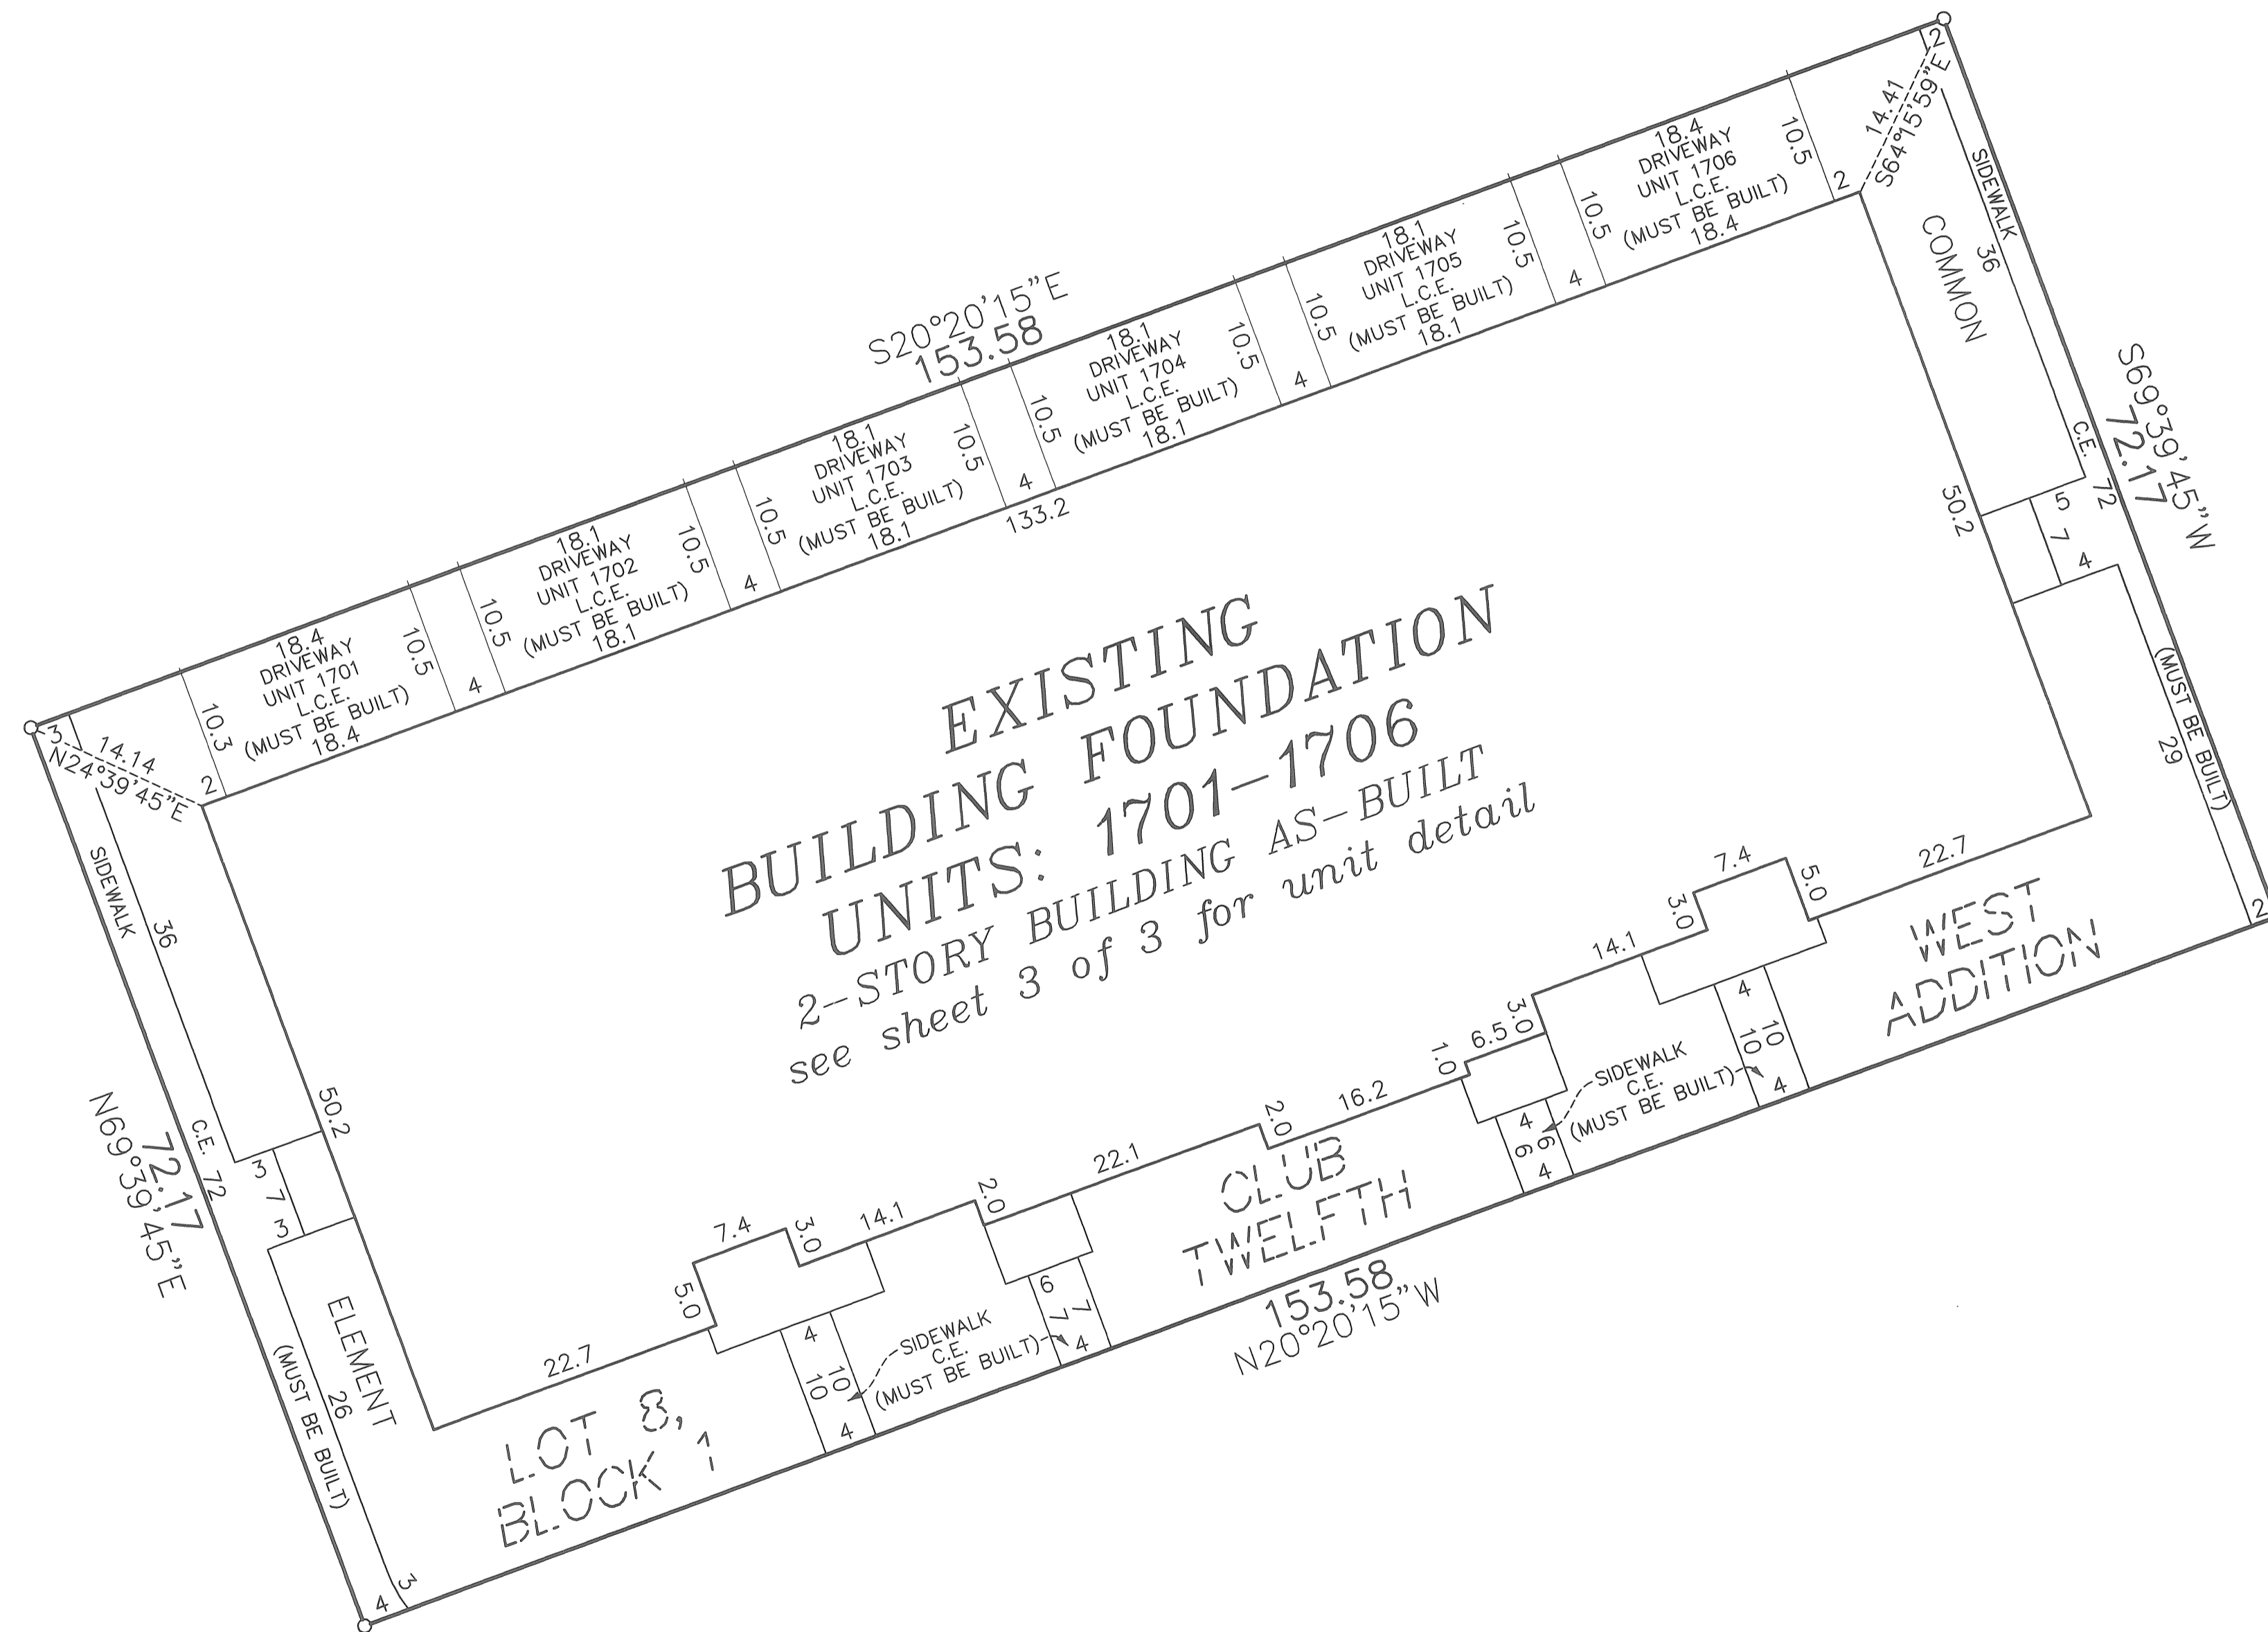 S20°20'15"E
153.58
2
14.41
S64°15'59"E
18.4
DRIVEWAY
UNIT 1706
L.C.E.
(MUST BE BUILT)
18.4
10.5
10.5
2
4
18.1
DRIVEWAY
UNIT 1705
L.C.E.
(MUST BE BUILT)
18.1
10.5
10.5
4
18.1
DRIVEWAY
UNIT 1704
L.C.E.
(MUST BE BUILT)
18.1
10.5
10.5
4
18.1
DRIVEWAY
UNIT 1703
L.C.E.
(MUST BE BUILT)
18.1
10.5
10.5
4
18.1
DRIVEWAY
UNIT 1702
L.C.E.
(MUST BE BUILT)
18.1
10.5
10.5
4
18.4
DRIVEWAY
UNIT 1701
L.C.E.
(MUST BE BUILT)
18.4
10.3
10.5
2
133.2
3
14.14
N24°39'45"E
SIDEWALK
36
C.E.
72
N69°39'45"E
72.17
50.2
3
7
3
ELEMENT
26
(MUST BE BUILT)
3
4
SIDEWALK
36
COMMON
C.E.
72
S69°39'45"W
72.17
50.2
5
7
4
(MUST BE BUILT)
29
2
EXISTING
BUILDING FOUNDATION
UNITS: 1701-1706
2-STORY BUILDING AS-BUILT
see sheet 3 of 3 for unit detail
22.7
5.0
7.4
3.0
14.1
2.0
22.1
2.0
16.2
1.0
6.5
3.0
14.1
3.0
7.4
5.0
22.7
4
10
10
4
SIDEWALK
C.E.
(MUST BE BUILT)
6
7
7
4
4
6
6
4
SIDEWALK
C.E.
(MUST BE BUILT)
4
10
10
4
LOT 8,
BLOCK 1
CLUB
TWELFTH
WEST
ADDITION
153.58
N20°20'15"W